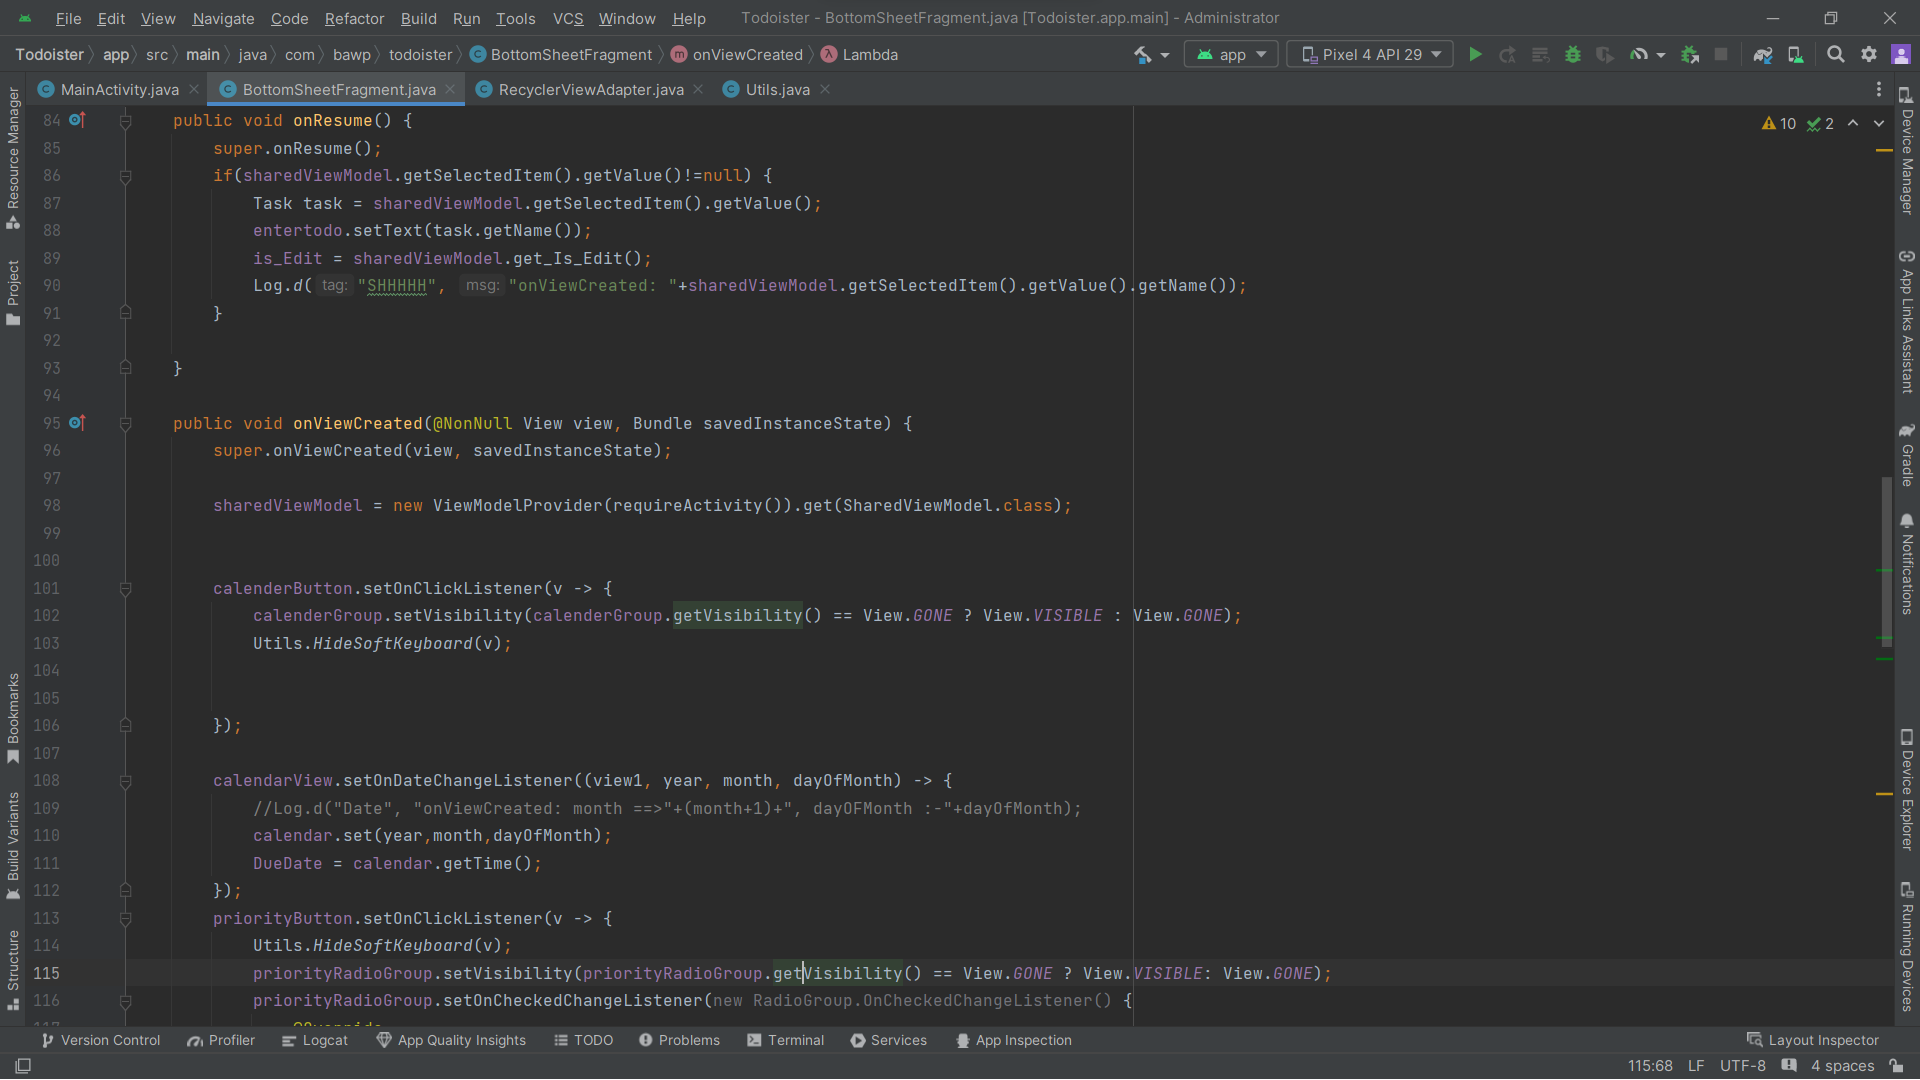 File Edit View Navigate Code Refactor Build Run Tools VCS Window Help Todoister - BottomSheetFragment.java [Todoister.app.main] - Administrator
Todoister app src main java com bawp todoister BottomSheetFragment onViewCreated Lambda app Pixel 4 API 29
MainActivity.java BottomSheetFragment.java RecyclerViewAdapter.java Utils.java
10 2
84 public void onResume() {
85 super.onResume();
86 if(sharedViewModel.getSelectedItem().getValue()!=null) {
87 Task task = sharedViewModel.getSelectedItem().getValue();
88 entertodo.setText(task.getName());
89 is_Edit = sharedViewModel.get_Is_Edit();
90 Log.d( tag: "SHHHHH", msg: "onViewCreated: "+sharedViewModel.getSelectedItem().getValue().getName());
91 }
92
93 }
94
95 public void onViewCreated(@NonNull View view, Bundle savedInstanceState) {
96 super.onViewCreated(view, savedInstanceState);
97
98 sharedViewModel = new ViewModelProvider(requireActivity()).get(SharedViewModel.class);
99
100
101 calenderButton.setOnClickListener(v -> {
102 calenderGroup.setVisibility(calenderGroup.getVisibility() == View.GONE ? View.VISIBLE : View.GONE);
103 Utils.HideSoftKeyboard(v);
104
105
106 });
107
108 calendarView.setOnDateChangeListener((view1, year, month, dayOfMonth) -> {
109 //Log.d("Date", "onViewCreated: month ==>"+(month+1)+", dayOFMonth :-"+dayOfMonth);
110 calendar.set(year,month,dayOfMonth);
111 DueDate = calendar.getTime();
112 });
113 priorityButton.setOnClickListener(v -> {
114 Utils.HideSoftKeyboard(v);
115 priorityRadioGroup.setVisibility(priorityRadioGroup.getVisibility() == View.GONE ? View.VISIBLE: View.GONE);
116 priorityRadioGroup.setOnCheckedChangeListener(new RadioGroup.OnCheckedChangeListener() {
Resource Manager
Project
Bookmarks
Build Variants
Structure
Device Manager
App Links Assistant
Gradle
Notifications
Device Explorer
Running Devices
Version Control Profiler Logcat App Quality Insights TODO Problems Terminal Services App Inspection Layout Inspector
115:68 LF UTF-8 4 spaces